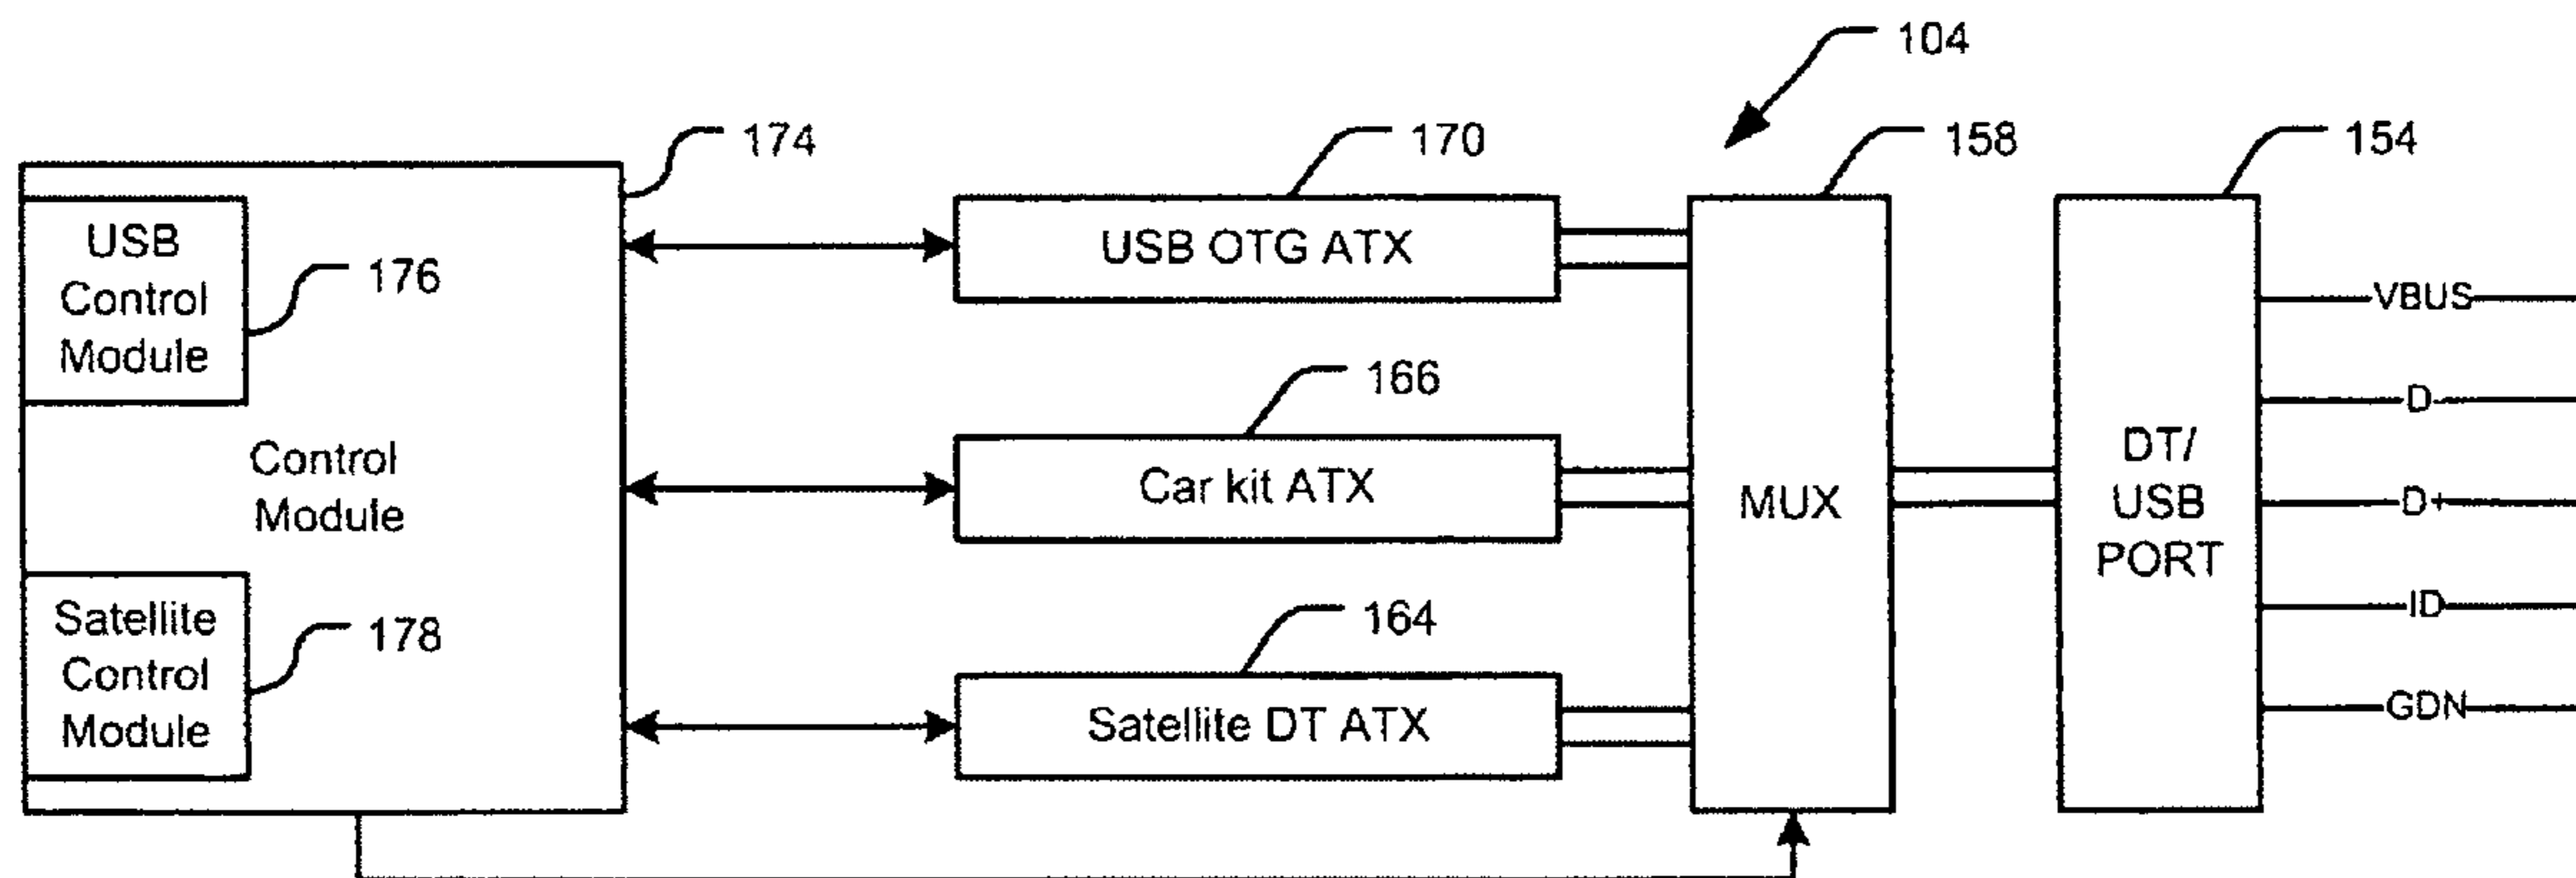 104
174
170
158
154
USB
Control
Module
176
USB OTG ATX
VBUS
D-
166
Control
Module
Car kit ATX
MUX
DT/
USB
PORT
D+
ID
Satellite
Control
Module
178
164
Satellite DT ATX
GDN